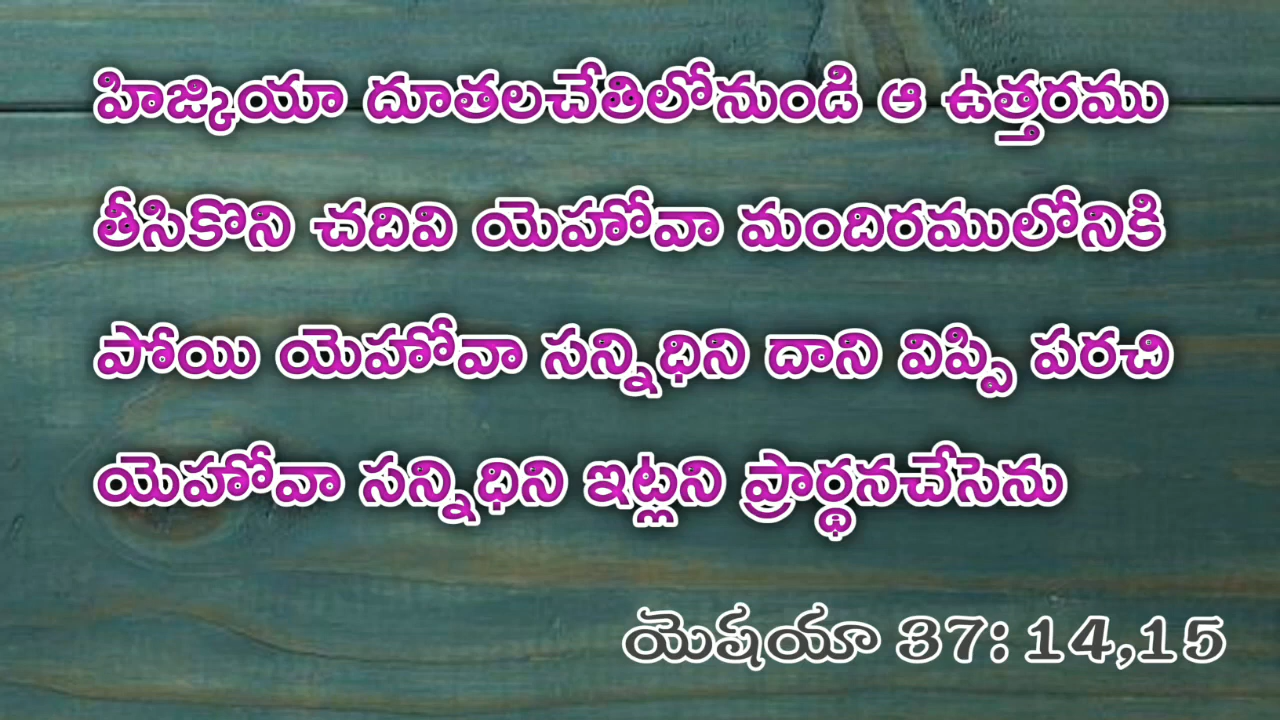 హిజ్కియా దూతలచేతిలోనుండి ఆ ఉత్తరము
తీసికొని చదివి యెహోవా మందిరములోనికి
పోయి యెహోవా సన్నిధిని దాని విప్పి పరచి
యెహోవా సన్నిధిని ఇట్లని ప్రార్థనచేసెను
యెషయా 37: 14,15